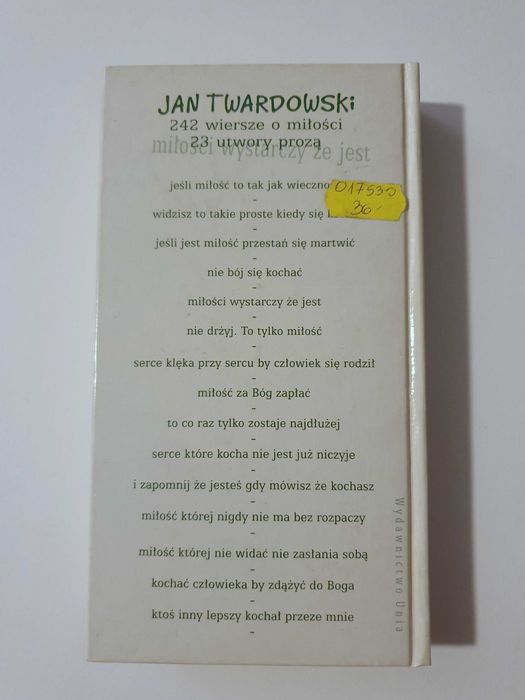 JAN TWARDOWSKI
242 wiersze o miłości
23 utwory prozą
miłości wystarczy że jest
jeśli miłość to tak jak
017530
36
-
widzisz to takie proste kiedy się
-
jeśli jest miłość przestań się martwić
-
nie bój się kochać
-
miłości wystarczy że jest
-
nie drżyj. To tylko miłość
-
serce klęka przy sercu by człowiek się rodził
-
miłość za Bóg zapłać
-
to co raz tylko zostaje najdłużej
-
serce które kocha nie jest już niczyje
-
i zapomnij że jesteś gdy mówisz że kochasz
-
miłość której nigdy nie ma bez rozpaczy
-
miłość której nie widać nie zasłania sobą
-
kochać człowieka by zdążyć do Boga
-
ktoś inny lepszy kochał przeze mnie
-
Wydawnictwo Unia